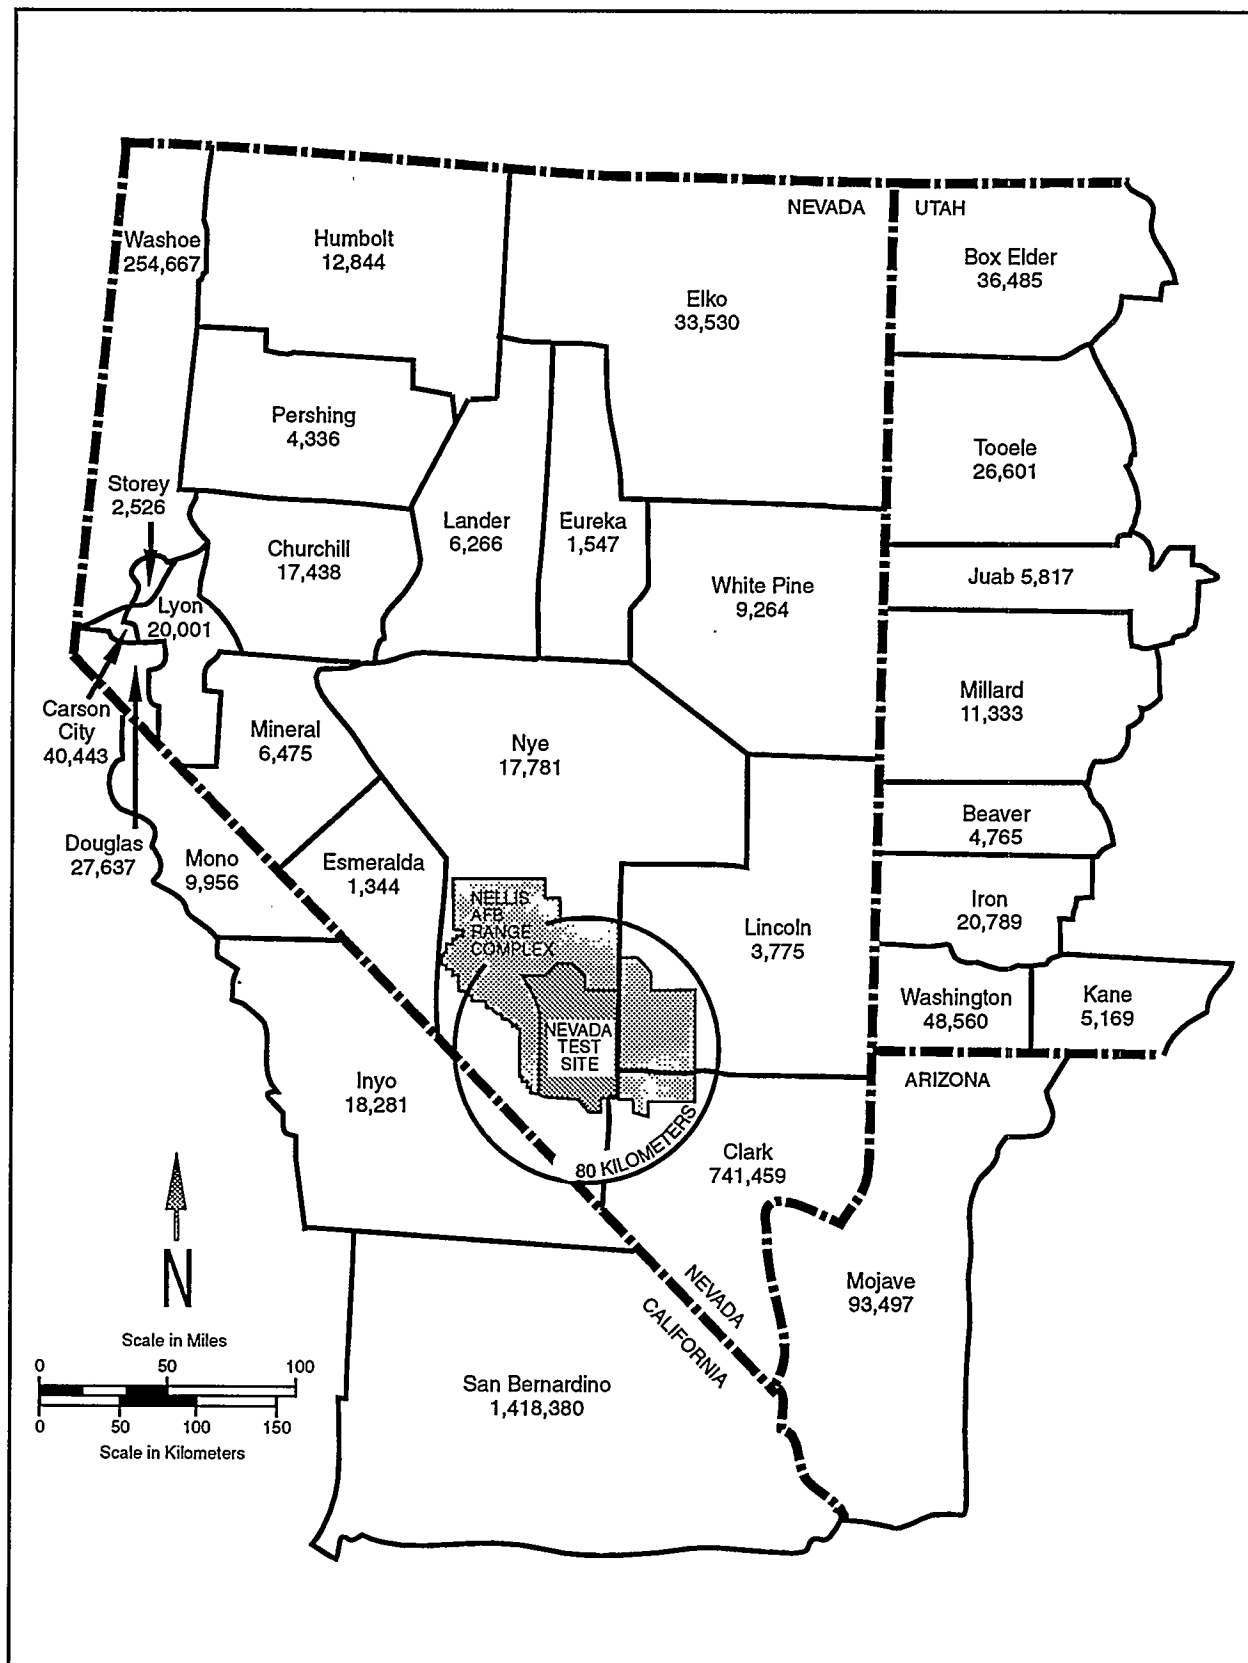 NEVADA
UTAH
Washoe
254,667
Humbolt
12,844
Box Elder
36,485
Elko
33,530
Pershing
4,336
Tooele
26,601
Storey
2,526
Lander
6,266
Eureka
1,547
Churchill
17,438
Juab 5,817
White Pine
9,264
Lyon
20,001
Millard
11,333
Carson
City
40,443
Mineral
6,475
Nye
17,781
Beaver
4,765
Douglas
27,637
Mono
9,956
Esmeralda
1,344
Iron
20,789
NELLIS
AFB
RANGE
COMPLEX
Lincoln
3,775
Washington
48,560
Kane
5,169
NEVADA
TEST
SITE
ARIZONA
Inyo
18,281
80 KILOMETERS
Clark
741,459
N
Mojave
93,497
NEVADA
CALIFORNIA
Scale in Miles
0 50 100
0 50 100 150
Scale in Kilometers
San Bernardino
1,418,380